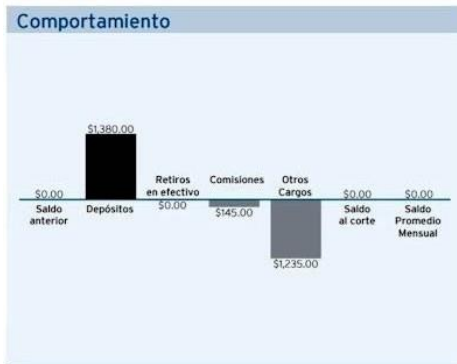 Comportamiento
$1,380.00
Retiros
en efectivo
Comisiones
Otros
Cargos
$0.00
$0.00
$0.00
Saldo
anterior
Depósitos
$0.00
$145.00
Saldo
al corte
Saldo
Promedio
Mensual
$1,235.00